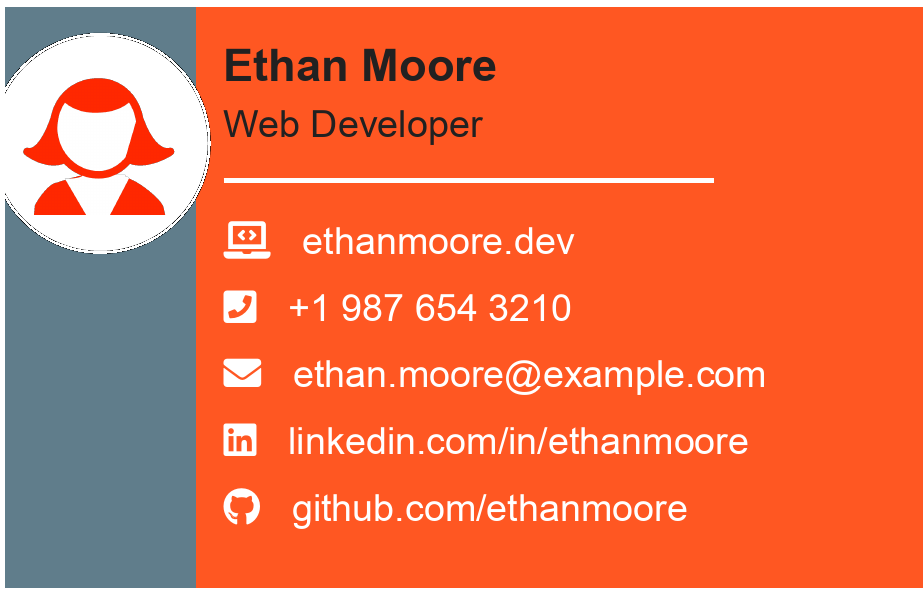 Ethan Moore
Web Developer
ethanmoore.dev
+1 987 654 3210
ethan.moore@example.com
linkedin.com/in/ethanmoore
github.com/ethanmoore